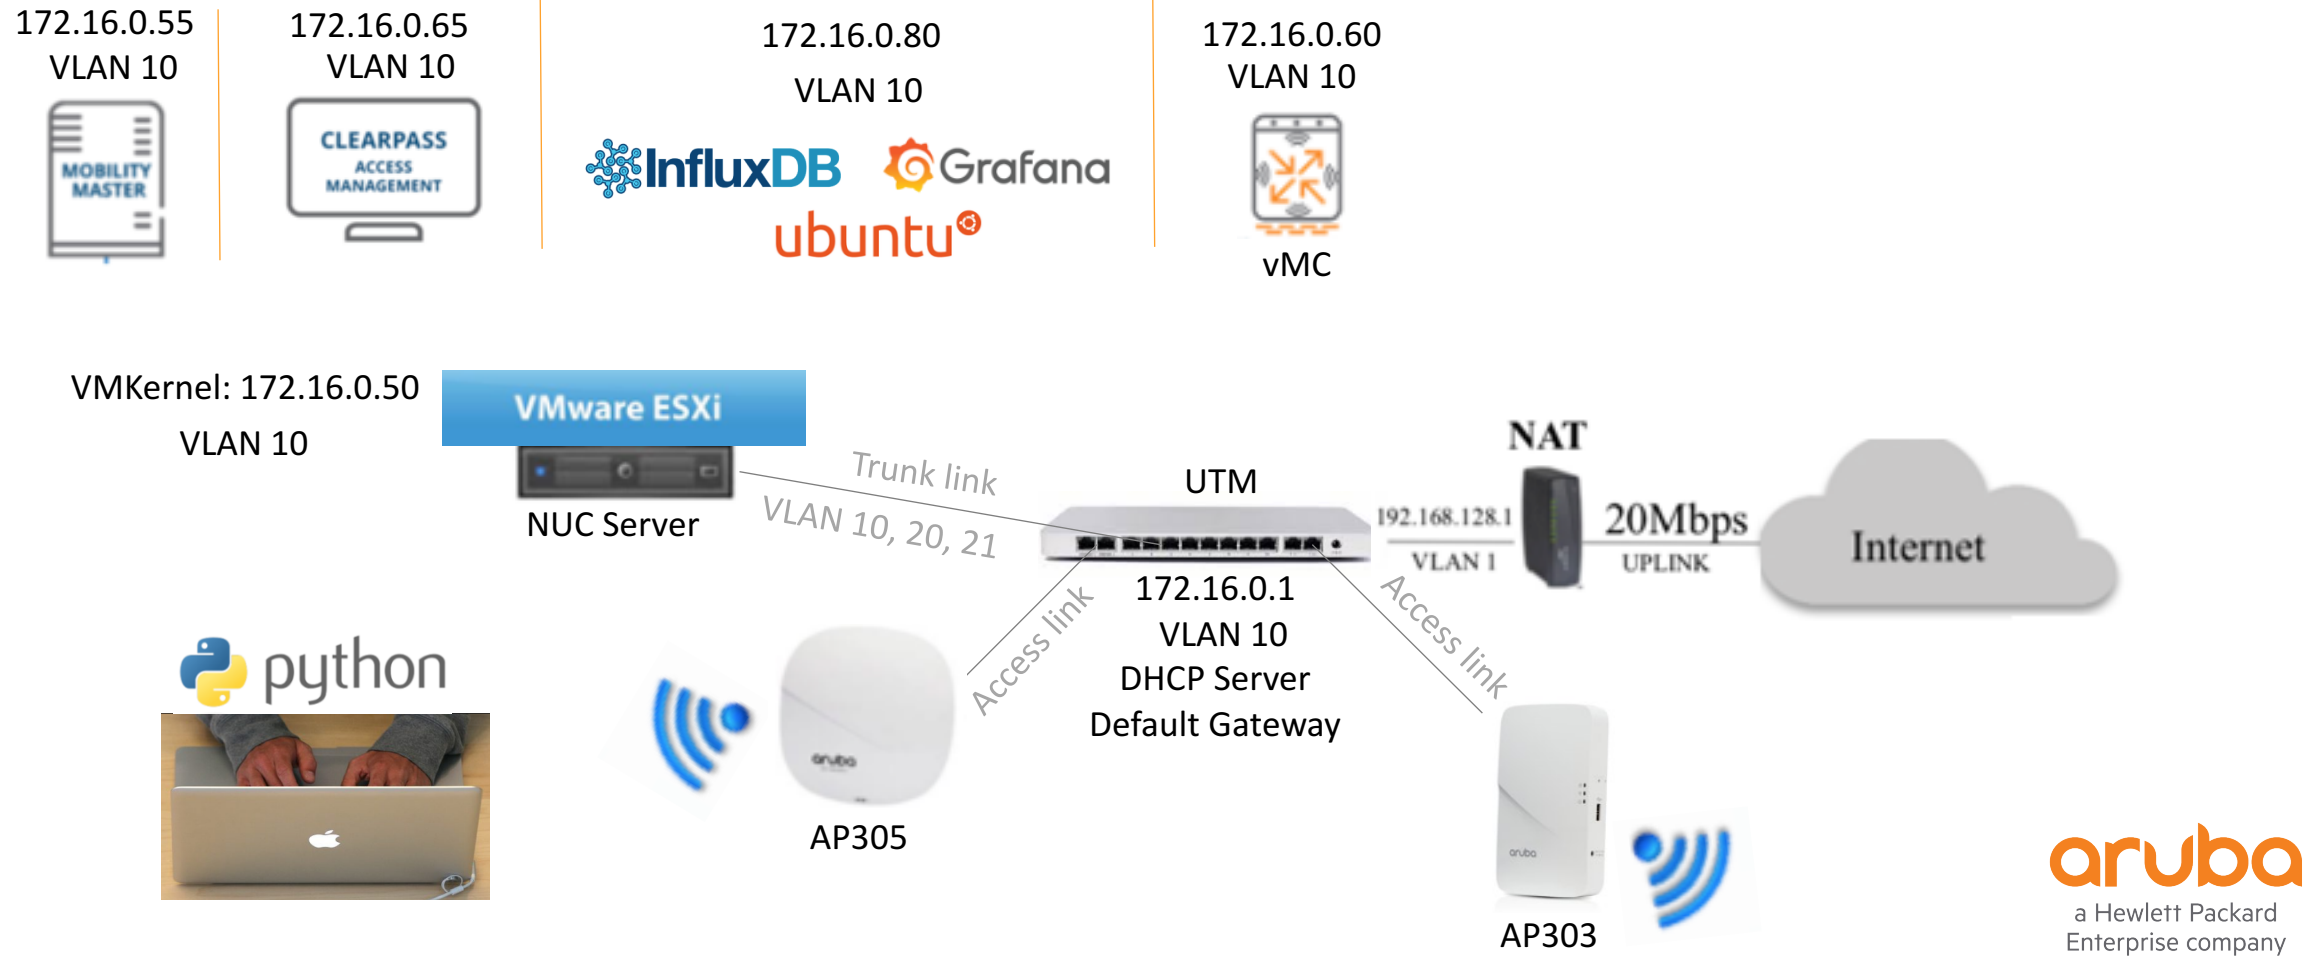 172.16.0.55
VLAN 10
MOBILITY
MASTER
172.16.0.65
VLAN 10
CLEARPASS
ACCESS
MANAGEMENT
172.16.0.80
VLAN 10
InfluxDB
Grafana
ubuntu
172.16.0.60
VLAN 10
vMC
VMKernel: 172.16.0.50
VLAN 10
VMware ESXi
NUC Server
Trunk link
VLAN 10, 20, 21
UTM
172.16.0.1
VLAN 10
DHCP Server
Default Gateway
192.168.128.1
VLAN 1
NAT
20Mbps
UPLINK
Internet
Access link
Access link
python
aruba
AP305
aruba
AP303
aruba
a Hewlett Packard
Enterprise company